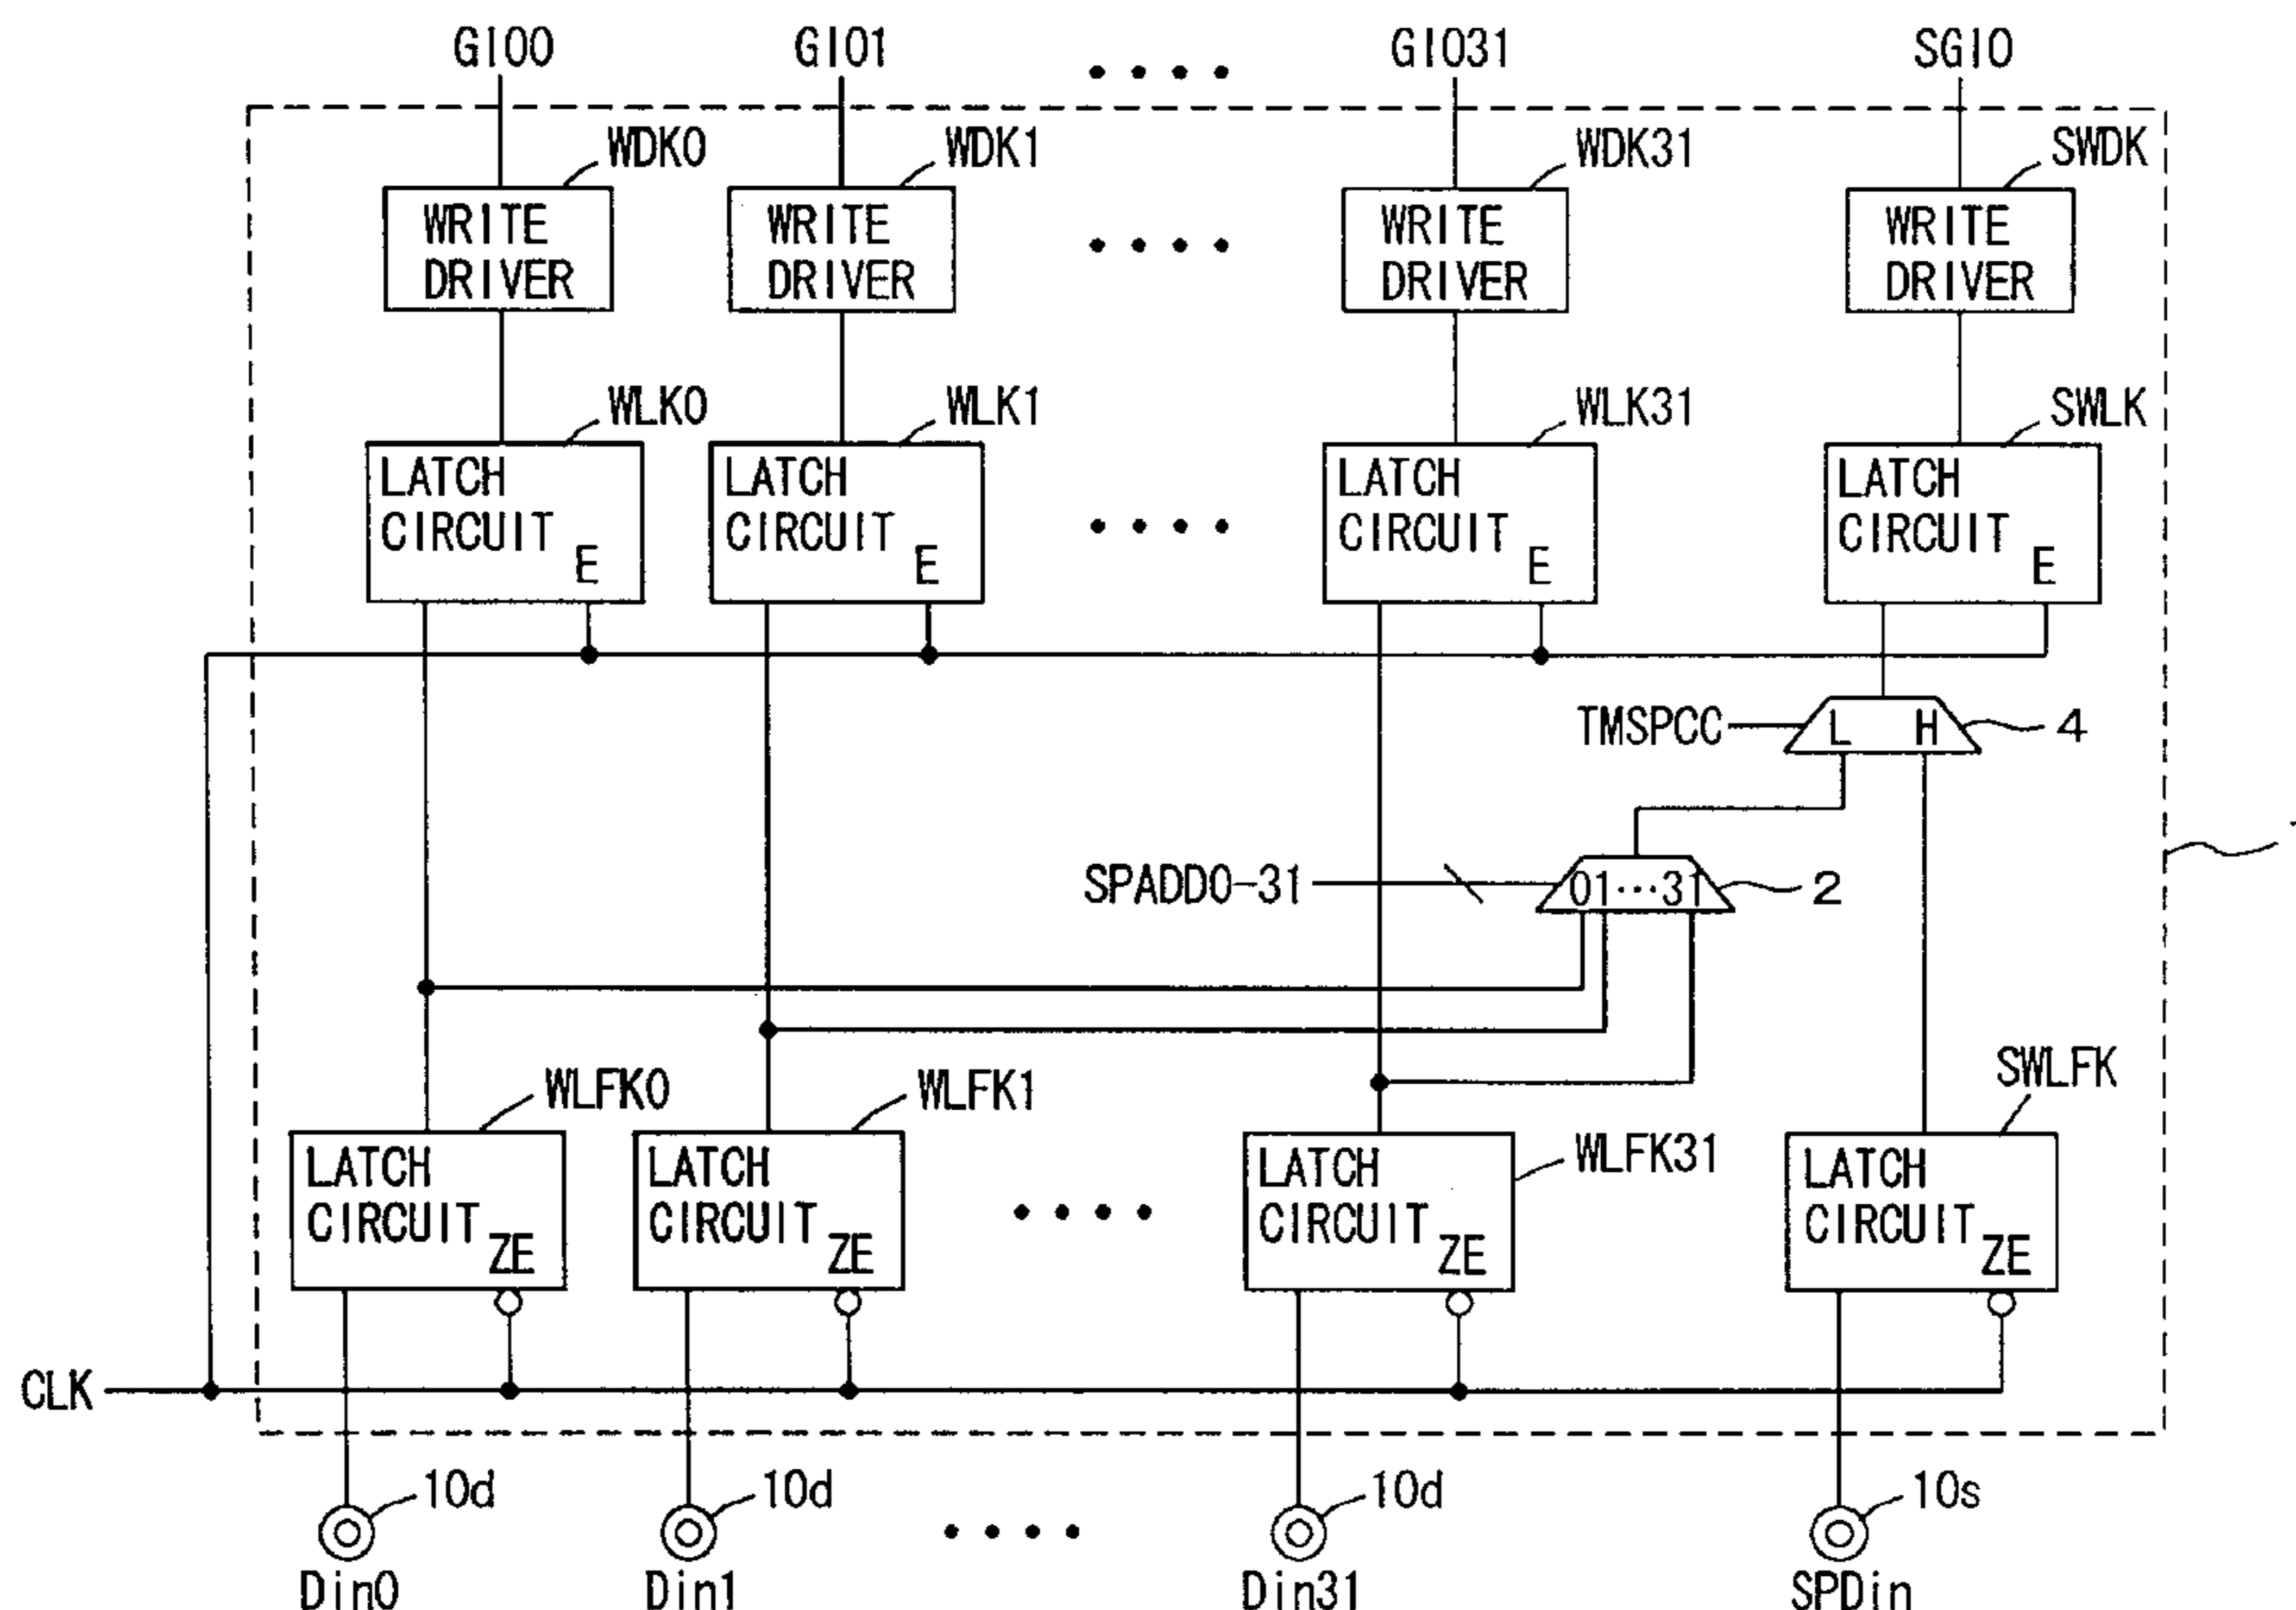 GIO0 GIO1 GIO31 SGIO
WDK0 WDK1 WDK31 SWDK
WRITE DRIVER
WRITE DRIVER
WRITE DRIVER
WRITE DRIVER
WLK0 WLK1 WLK31 SWLK
LATCH CIRCUIT E
LATCH CIRCUIT E
LATCH CIRCUIT E
LATCH CIRCUIT E
TMSPCC L H 4
SPADD0-31 01···31 2
WLFK0 WLFK1 WLFK31 SWLFK
LATCH CIRCUIT ZE
LATCH CIRCUIT ZE
LATCH CIRCUIT ZE
LATCH CIRCUIT ZE
CLK
10d 10d 10d 10s
Din0 Din1 Din31 SPDin